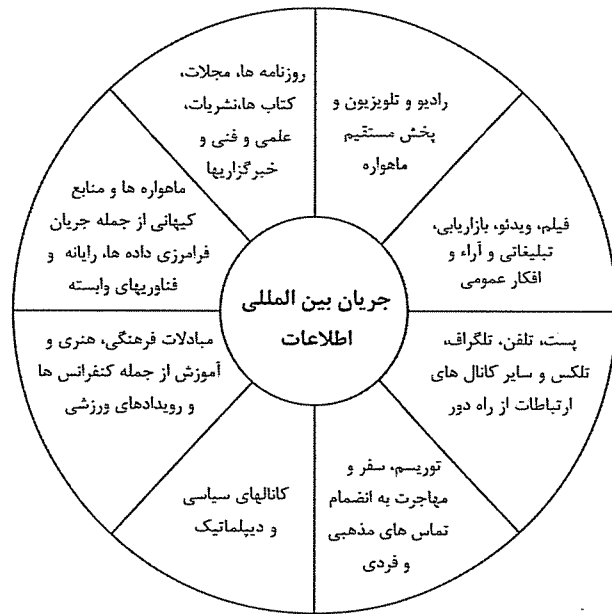 روزنامه ها، مجلات،
کتاب ها،نشریات،
علمی و فنی و
خبرگزاریها
رادیو و تلویزیون و
پخش مستقیم
ماهواره
فیلم، ویدئو، بازاریابی،
تبلیغاتی و آراء و
افکار عمومی
پست، تلفن، تلگراف،
تلکس و سایر کانال های
ارتباطات از راه دور
توریسم، سفر و
مهاجرت به انضمام
تماس های مذهبی
و فردی
کانالهای سیاسی
و دیپلماتیک
مبادلات فرهنگی، هنری و
آموزش از جمله کنفرانس ها
و رویدادهای ورزشی
ماهواره ها و منابع
کیهانی از جمله جریان
فرامرزی داده ها، رایانه و
فناوریهای وابسته
جریان بین المللی
اطلاعات